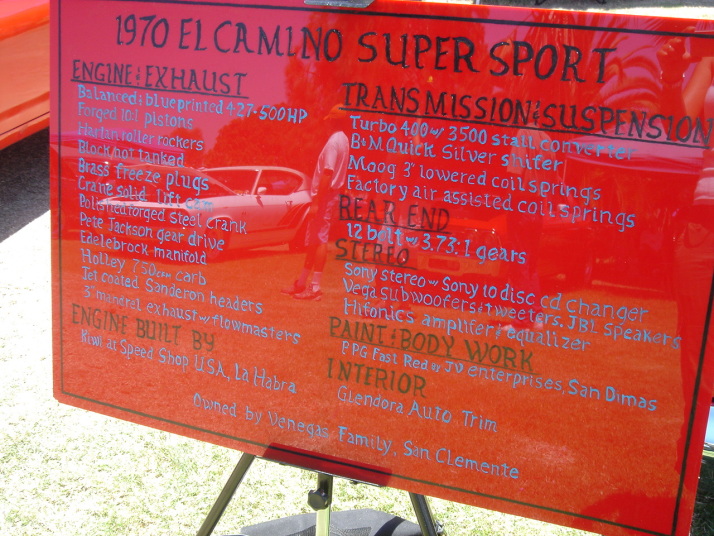 1970 EL CAMINO SUPER SPORT
ENGINE & EXHAUST
Balanced & blueprinted 427-500HP
Forged 10:1 pistons
Harlan roller rockers
Block hot tanked
Brass freeze plugs
Crane solid lift cam
Polished forged steel crank
Pete Jackson gear drive
Edelebrock manifold
Holley 750cfm carb
Jet coated Sanderon headers
3" mandrel exhaust w/flowmasters
ENGINE BUILT BY
Kiwi at Speed Shop U.S.A., La Habra
TRANSMISSION & SUSPENSION
Turbo 400 w/ 3500 stall converter
B&M Quick Silver shifer
Moog 3" lowered coil springs
Factory air assisted coil springs
REAR END
12 bolt w/ 3.73:1 gears
STEREO
Sony stereo w/ Sony 10 disc cd changer
Vega subwoofers & tweeters, JBL speakers
Hifonics amplifer & equalizer
PAINT & BODY WORK
PPG Fast Red by JV enterprises, San Dimas
INTERIOR
Glendora Auto Trim
Owned by Venegas Family, San Clemente